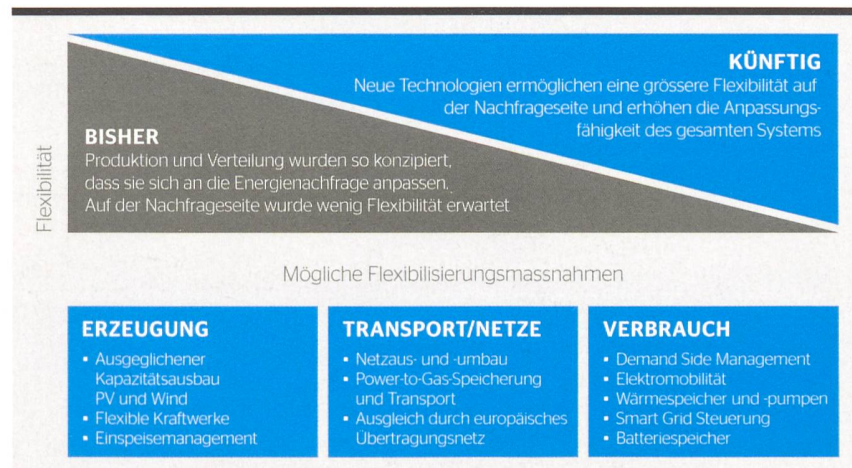 KÜNFTIG
Neue Technologien ermöglichen eine grössere Flexibilität auf
der Nachfrageseite und erhöhen die Anpassungs-
fähigkeit des gesamten Systems
BISHER
Produktion und Verteilung wurden so konzipiert,
dass sie sich an die Energienachfrage anpassen.
Auf der Nachfrageseite wurde wenig Flexibilität erwartet
Flexibilität
Mögliche Flexibilisierungsmassnahmen
ERZEUGUNG
▪ Ausgeglichener
Kapazitätsausbau
PV und Wind
▪ Flexible Kraftwerke
▪ Einspeisemanagement
TRANSPORT/NETZE
▪ Netzaus- und -umbau
▪ Power-to-Gas-Speicherung
und Transport
▪ Ausgleich durch europäisches
Übertragungsnetz
VERBRAUCH
▪ Demand Side Management
▪ Elektromobilität
▪ Wärmespeicher und -pumpen
▪ Smart Grid Steuerung
▪ Batteriespeicher